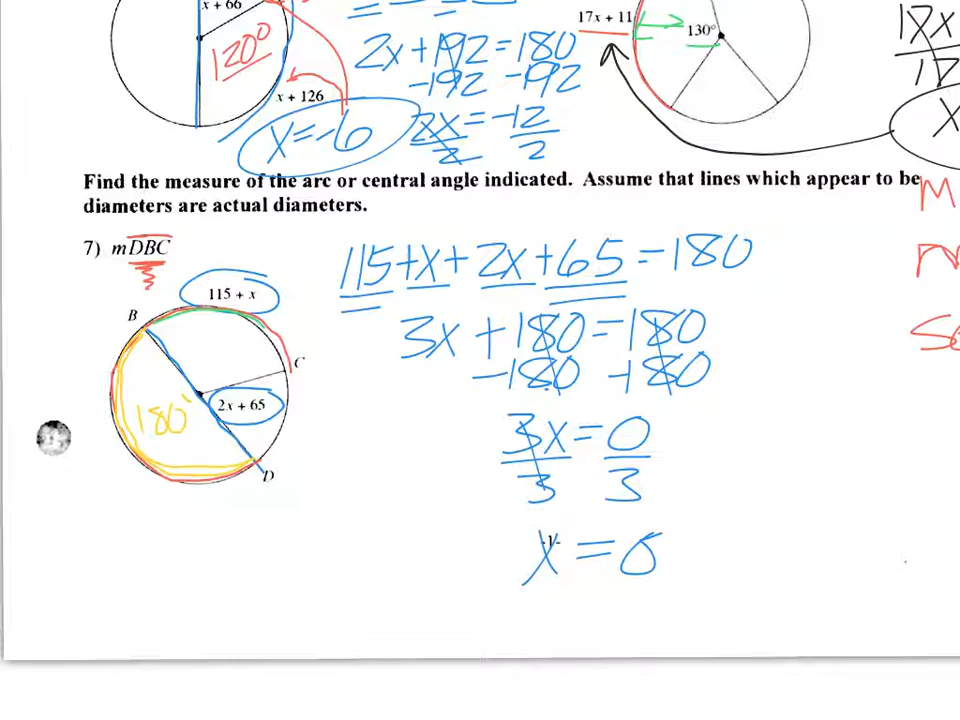 x + 66
120°
x + 126
x = -6
2x + 192 = 180
-192 -192
2x = -12
2 2
17x + 11
130°
17
x
Find the measure of the arc or central angle indicated. Assume that lines which appear to be
diameters are actual diameters.
7) mDBC
115 + x
B
C
2x + 65
180°
D
115 + x + 2x + 65 = 180
3x + 180 = 180
-180 -180
3x = 0
3 3
x = 0
M